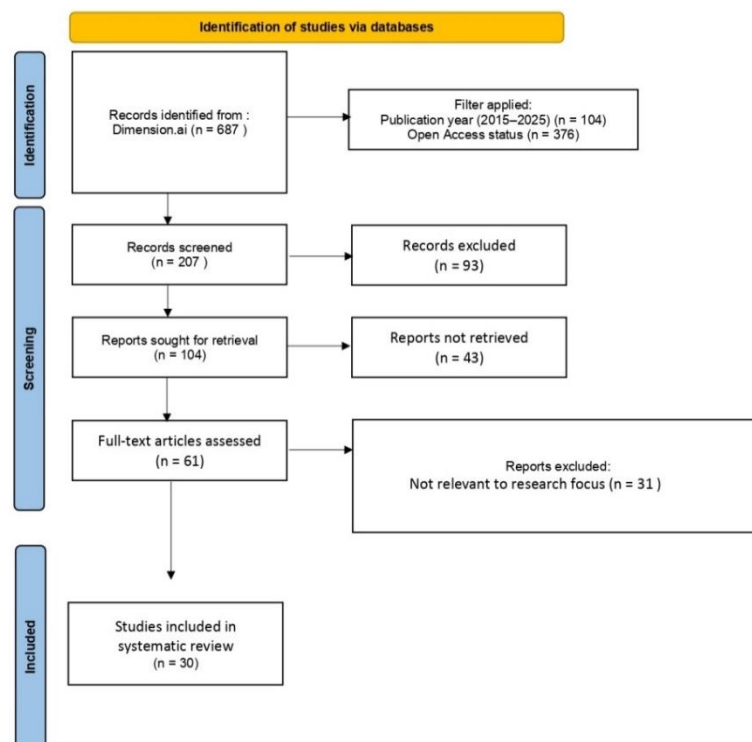 Identification of studies via databases
Identification
Records identified from :
Dimension.ai (n = 687 )
Filter applied:
Publication year (2015–2025) (n = 104)
Open Access status (n = 376)
Screening
Records screened
(n = 207 )
Records excluded
(n = 93)
Reports sought for retrieval
(n = 104)
Reports not retrieved
(n = 43)
Full-text articles assessed
(n = 61)
Reports excluded:
Not relevant to research focus (n = 31 )
Included
Studies included in
systematic review
(n = 30)